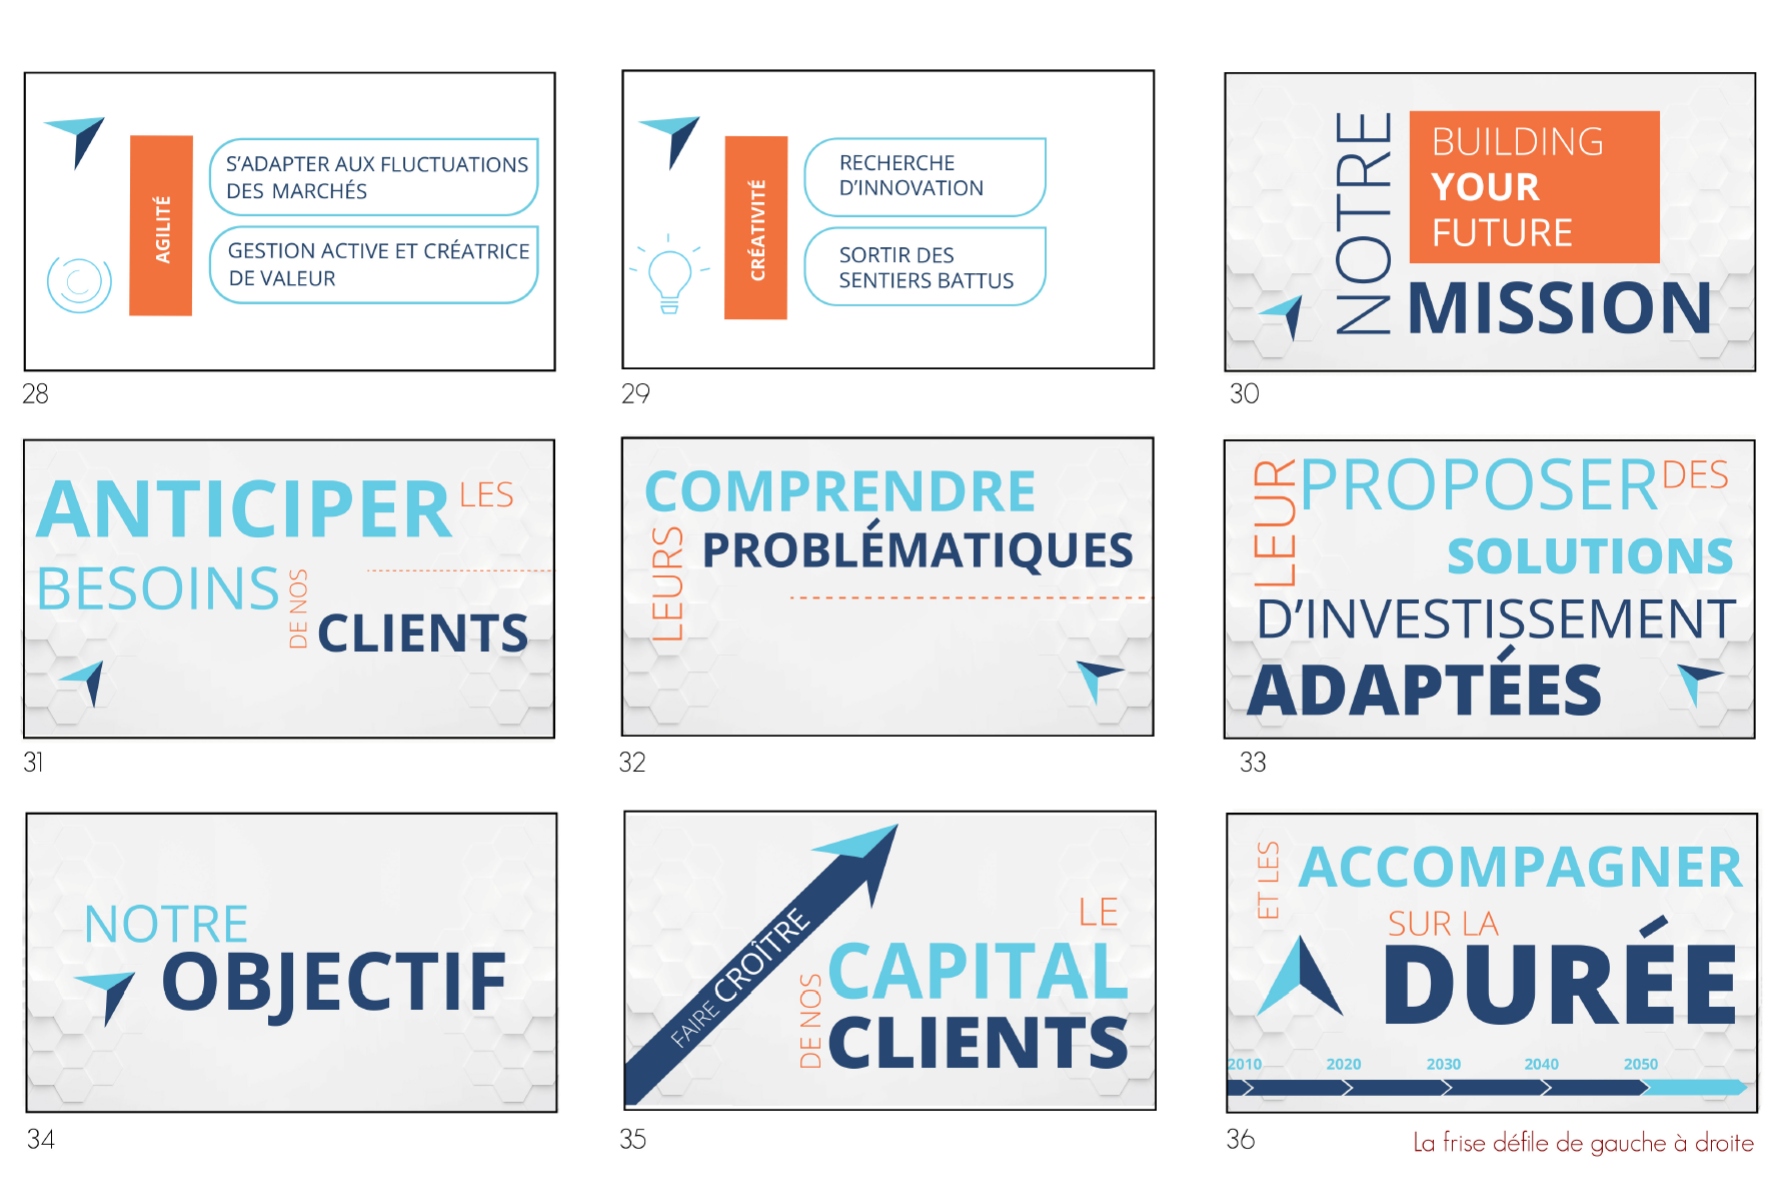 AGILITÉ
S'ADAPTER AUX FLUCTUATIONS
DES MARCHÉS
GESTION ACTIVE ET CRÉATRICE
DE VALEUR
28
CRÉATIVITÉ
RECHERCHE
D'INNOVATION
SORTIR DES
SENTIERS BATTUS
29
NOTRE
BUILDING
YOUR
FUTURE
MISSION
30
ANTICIPER LES
BESOINS DE NOS
CLIENTS
31
COMPRENDRE
LEURS PROBLÉMATIQUES
32
LEUR PROPOSER DES
SOLUTIONS
D'INVESTISSEMENT
ADAPTÉES
33
NOTRE
OBJECTIF
34
FAIRE CROÎTRE
LE
CAPITAL
DE NOS CLIENTS
35
ET LES ACCOMPAGNER
SUR LA
DURÉE
2010 2020 2030 2040 2050
36
La frise défile de gauche à droite